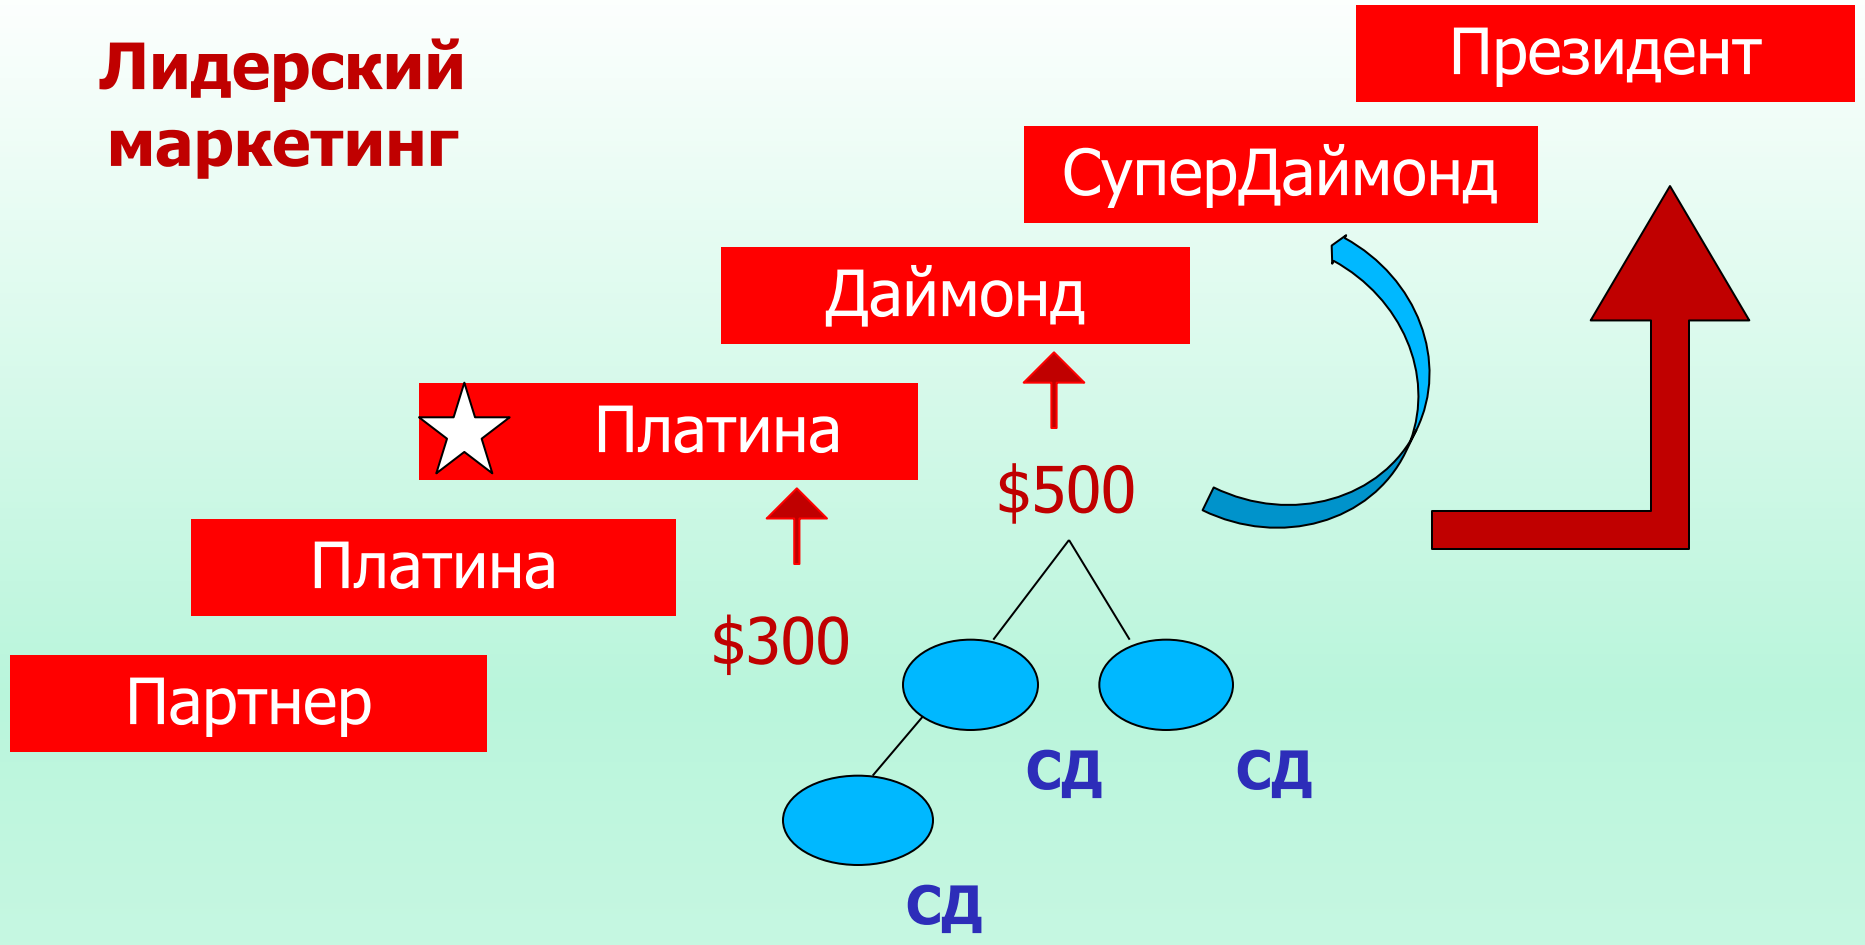 Лидерский
маркетинг
Президент
СуперДаймонд
Даймонд
Платина
$500
Платина
$300
Партнер
СД
СД
СД